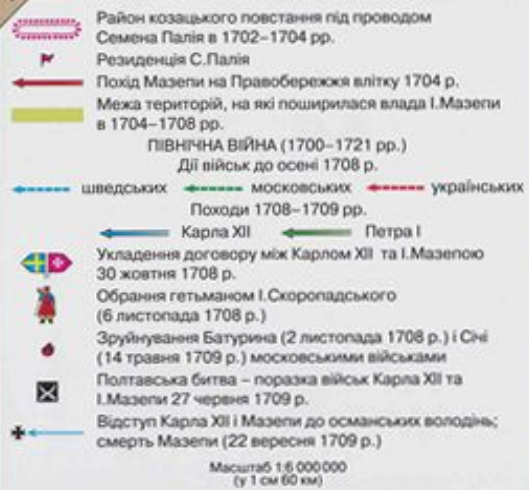 Район козацького повстання під проводом
Семена Палія в 1702–1704 рр.
Резиденція С.Палія
Похід Мазепи на Правобережжя влітку 1704 р.
Межа територій, на які поширилася влада І.Мазепи
в 1704–1708 рр.
ПІВНІЧНА ВІЙНА (1700–1721 рр.)
Дії військ до осені 1708 р.
шведських московських українських
Походи 1708–1709 рр.
Карла XII Петра I
Укладення договору між Карлом XII та І.Мазепою
30 жовтня 1708 р.
Обрання гетьманом І.Скоропадського
(6 листопада 1708 р.)
Зруйнування Батурина (2 листопада 1708 р.) і Січі
(14 травня 1709 р.) московськими військами
Полтавська битва – поразка військ Карла XII та
І.Мазепи 27 червня 1709 р.
Відступ Карла XII і Мазепи до османських володінь;
смерть Мазепи (22 вересня 1709 р.)
Масштаб 1:6 000 000
(у 1 см 60 км)